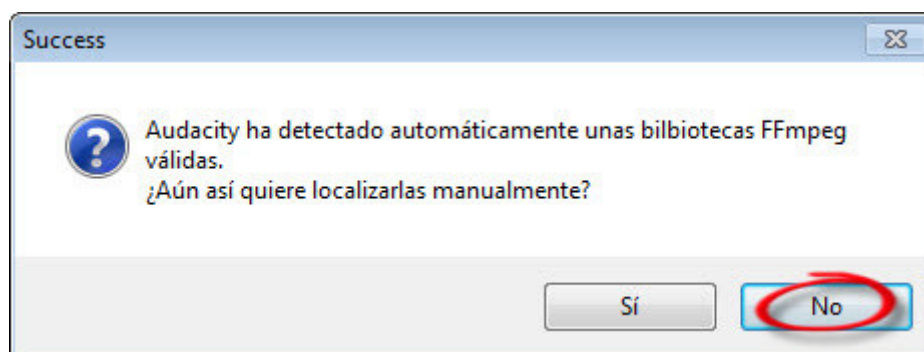 Success
Audacity ha detectado automáticamente unas bilbiotecas FFmpeg
válidas.
¿Aún así quiere localizarlas manualmente?
Sí
No